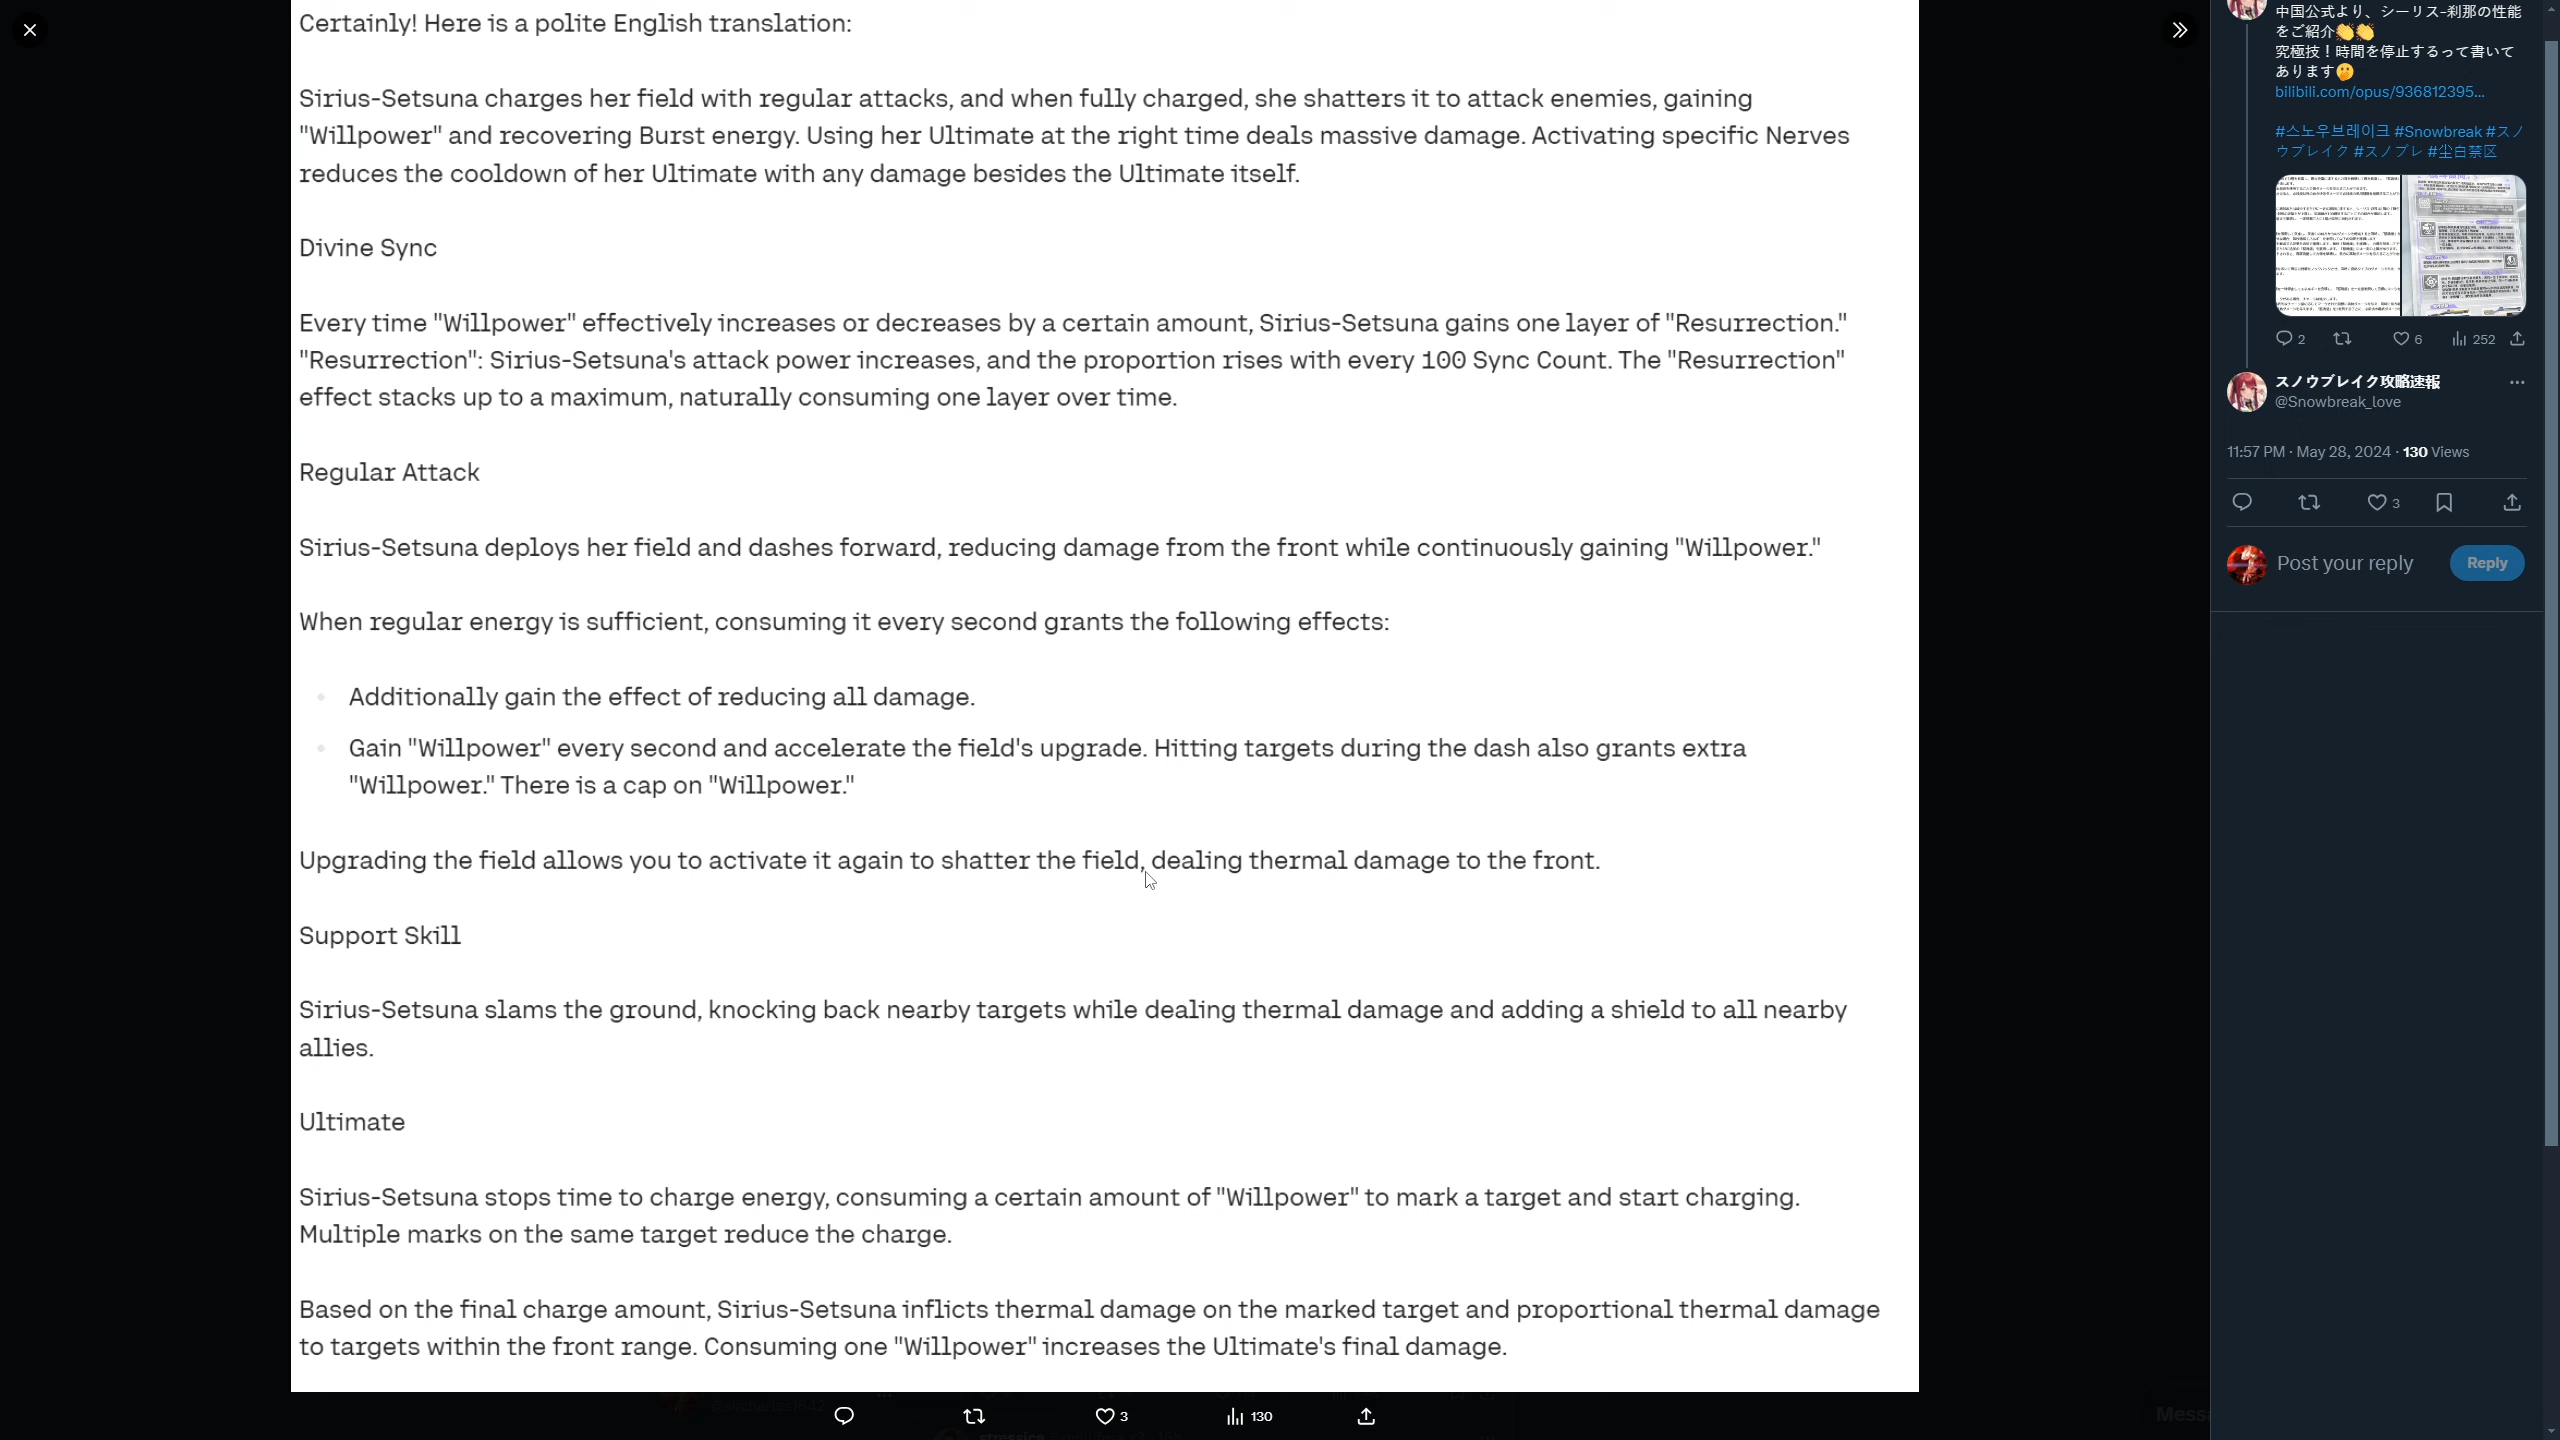 Certainly! Here is a polite English translation:
Sirius-Setsuna charges her field with regular attacks, and when fully charged, she shatters it to attack enemies, gaining
"Willpower" and recovering Burst energy. Using her Ultimate at the right time deals massive damage. Activating specific Nerves
reduces the cooldown of her Ultimate with any damage besides the Ultimate itself.
Divine Sync
Every time "Willpower" effectively increases or decreases by a certain amount, Sirius-Setsuna gains one layer of "Resurrection."
"Resurrection": Sirius-Setsuna's attack power increases, and the proportion rises with every 100 Sync Count. The "Resurrection"
effect stacks up to a maximum, naturally consuming one layer over time.
Regular Attack
Sirius-Setsuna deploys her field and dashes forward, reducing damage from the front while continuously gaining "Willpower."
When regular energy is sufficient, consuming it every second grants the following effects:
Additionally gain the effect of reducing all damage.
Gain "Willpower" every second and accelerate the field's upgrade. Hitting targets during the dash also grants extra
"Willpower." There is a cap on "Willpower."
Upgrading the field allows you to activate it again to shatter the field, dealing thermal damage to the front.
Support Skill
Sirius-Setsuna slams the ground, knocking back nearby targets while dealing thermal damage and adding a shield to all nearby
allies.
Ultimate
Sirius-Setsuna stops time to charge energy, consuming a certain amount of "Willpower" to mark a target and start charging.
Multiple marks on the same target reduce the charge.
Based on the final charge amount, Sirius-Setsuna inflicts thermal damage on the marked target and proportional thermal damage
to targets within the front range. Consuming one "Willpower" increases the Ultimate's final damage.
3
130
中国公式より、シーリス-刹那の性能
をご紹介👏👏
究極技！時間を停止するって書いて
あります🤭
bilibili.com/opus/936812395...
#스노우브레이크 #Snowbreak #スノ
ウブレイク #スノブレ #尘白禁区
2
6
252
スノウブレイク攻略速報
@Snowbreak_love
11:57 PM · May 28, 2024 · 130 Views
3
Post your reply
Reply